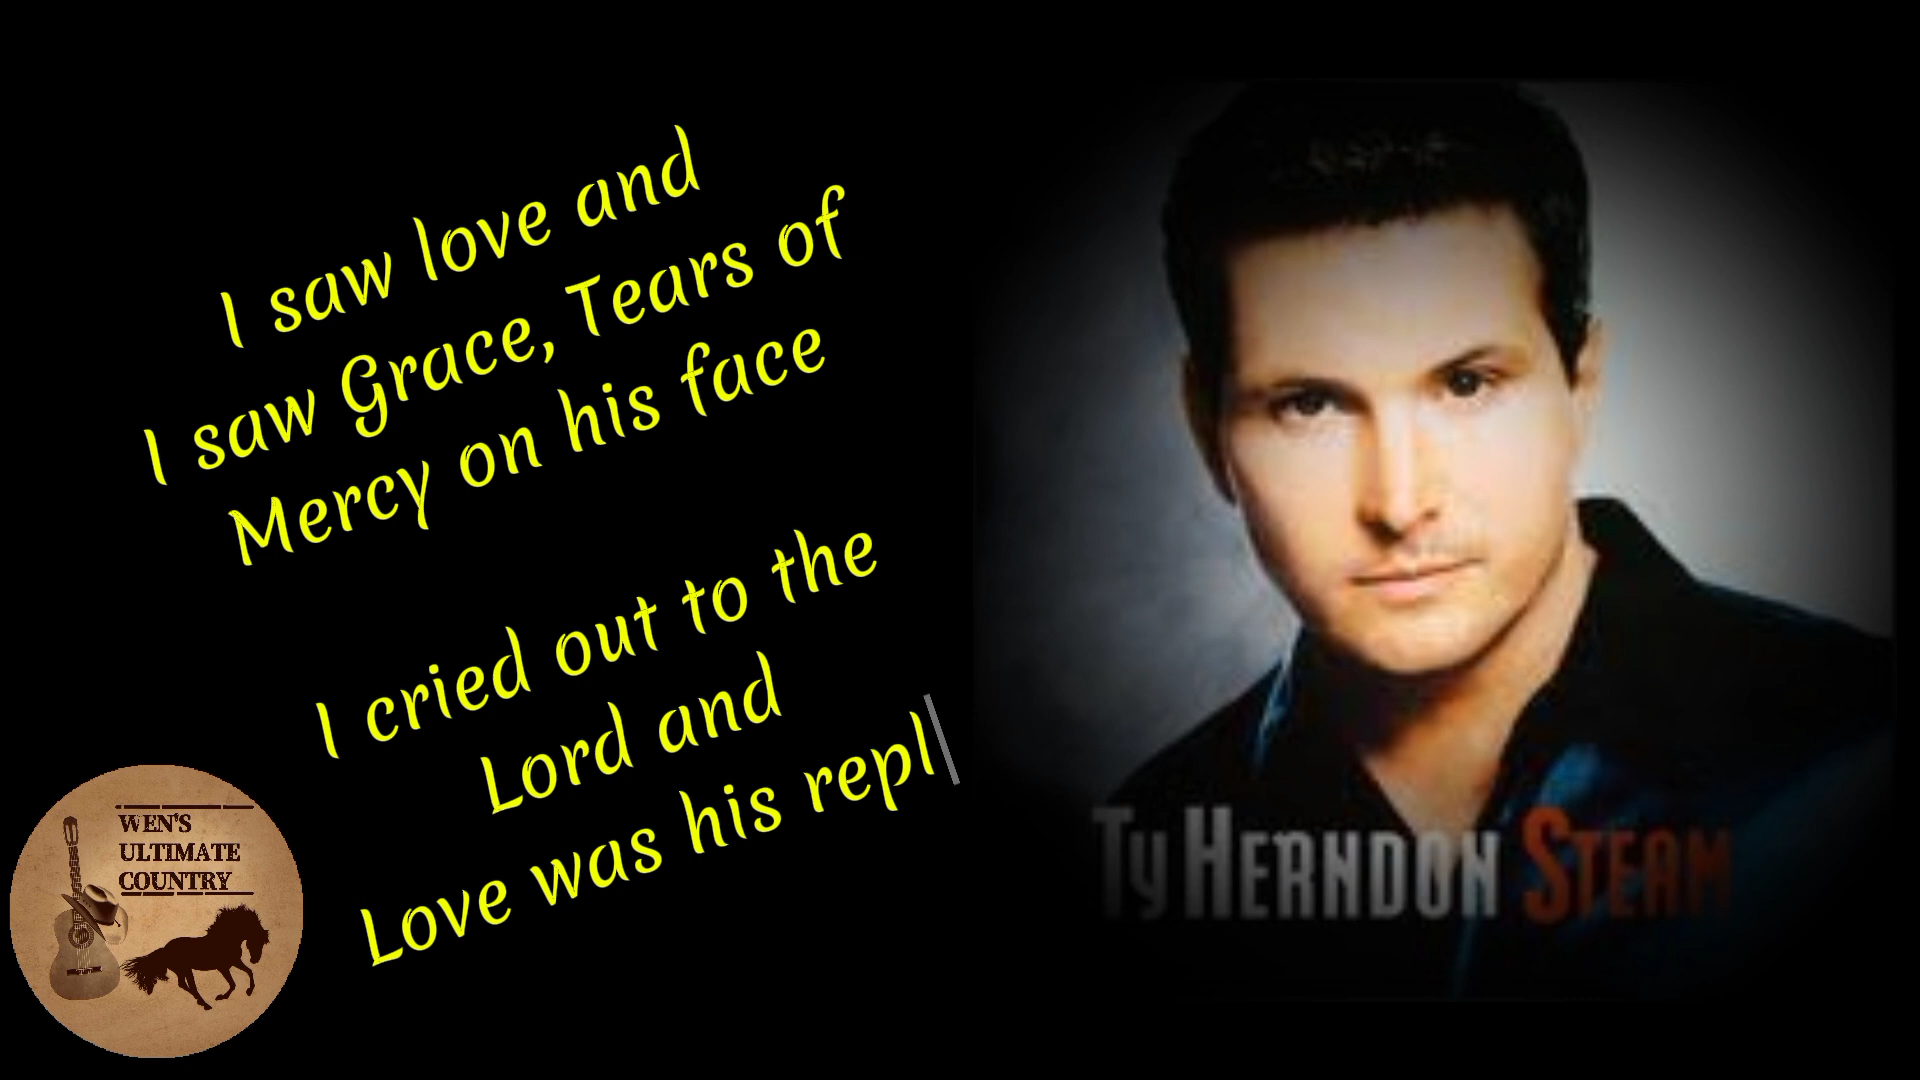 I saw love and
I saw Grace, Tears of
Mercy on his face
I cried out to the
Lord and
Love was his repl
WEN'S
ULTIMATE
COUNTRY
TY HERNDON STEAM